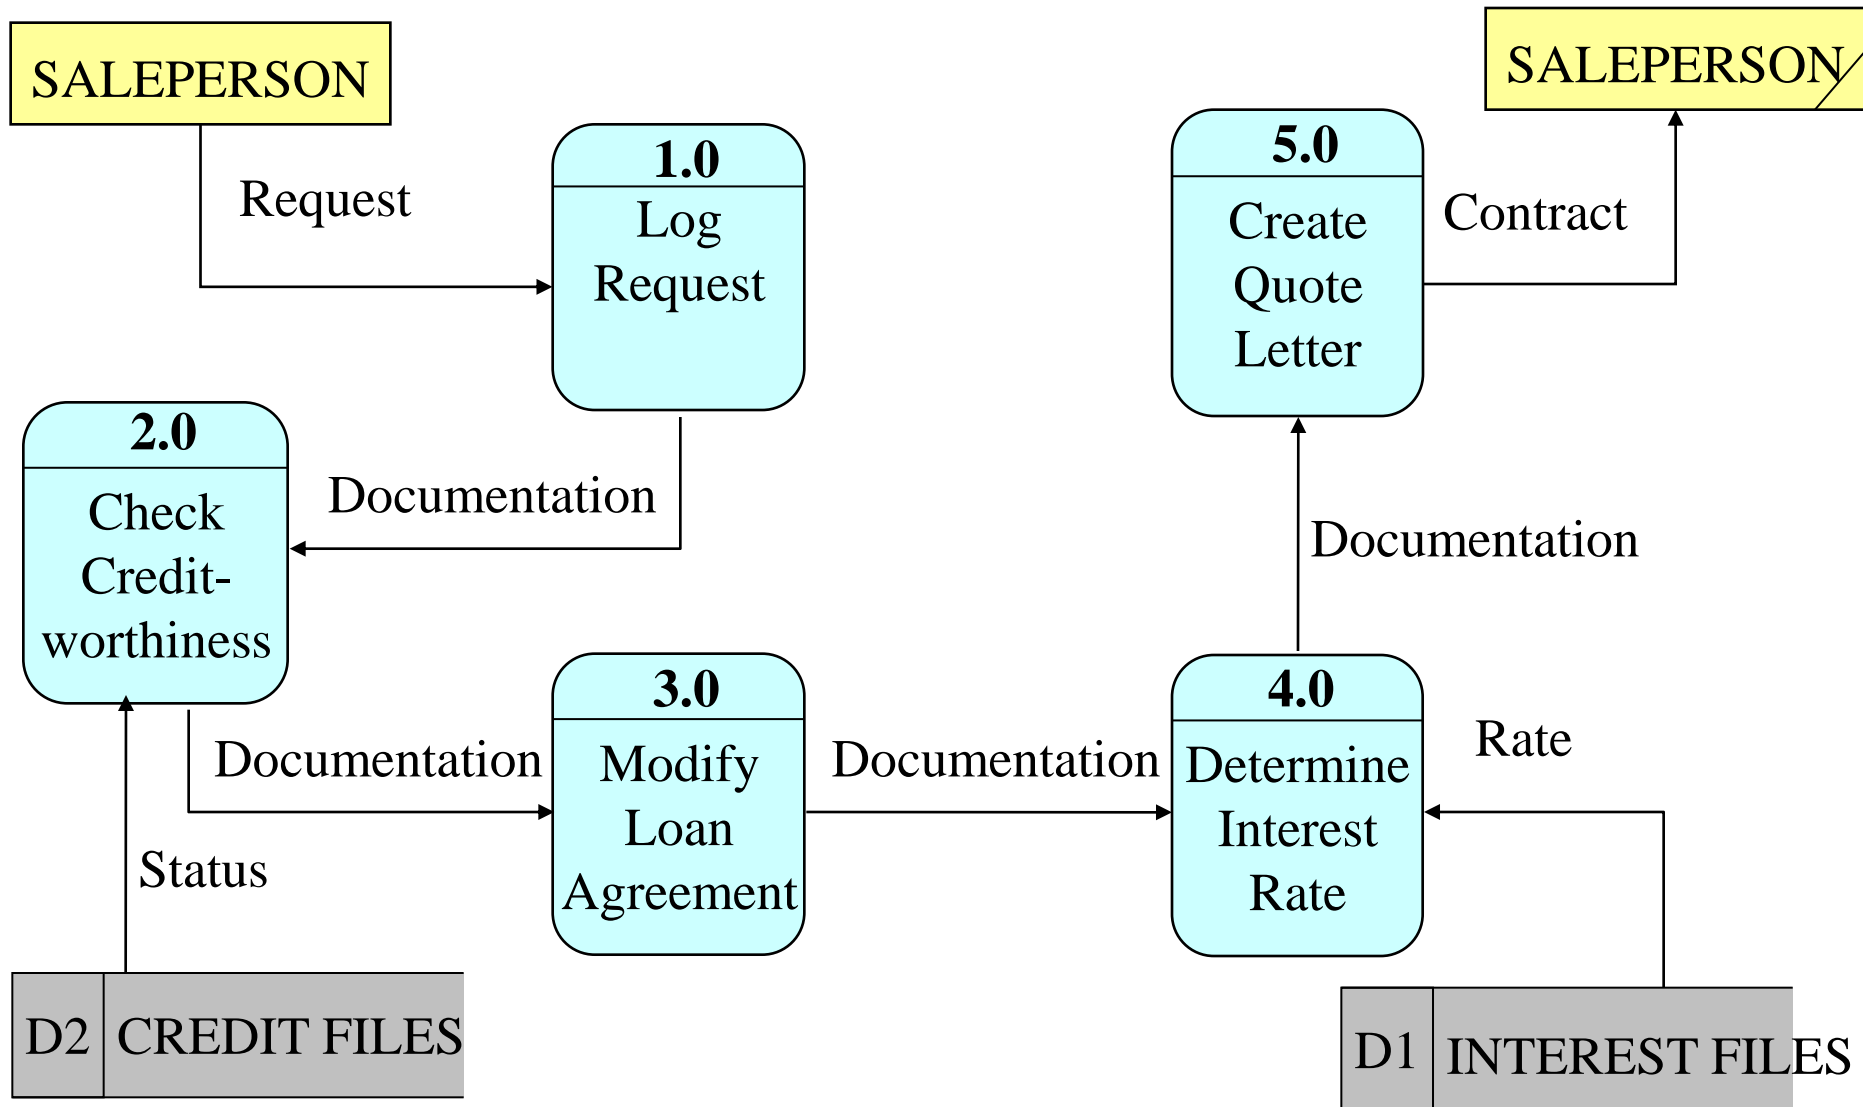 SALEPERSON
SALEPERSON
1.0
Log
Request
Request
5.0
Create
Quote
Letter
Contract
2.0
Check
Credit-
worthiness
Documentation
Documentation
3.0
Modify
Loan
Agreement
Documentation
Documentation
4.0
Determine
Interest
Rate
Rate
Status
D2
CREDIT FILES
D1
INTEREST FILES